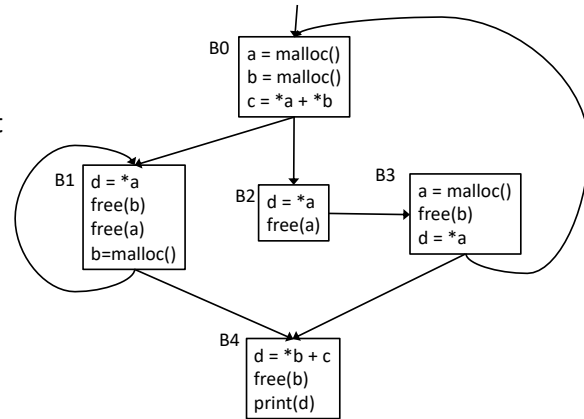 B0
a = malloc()
b = malloc()
c = *a + *b
t
B1
d = *a
free(b)
free(a)
b=malloc()
B2
d = *a
free(a)
B3
a = malloc()
free(b)
d = *a
B4
d = *b + c
free(b)
print(d)